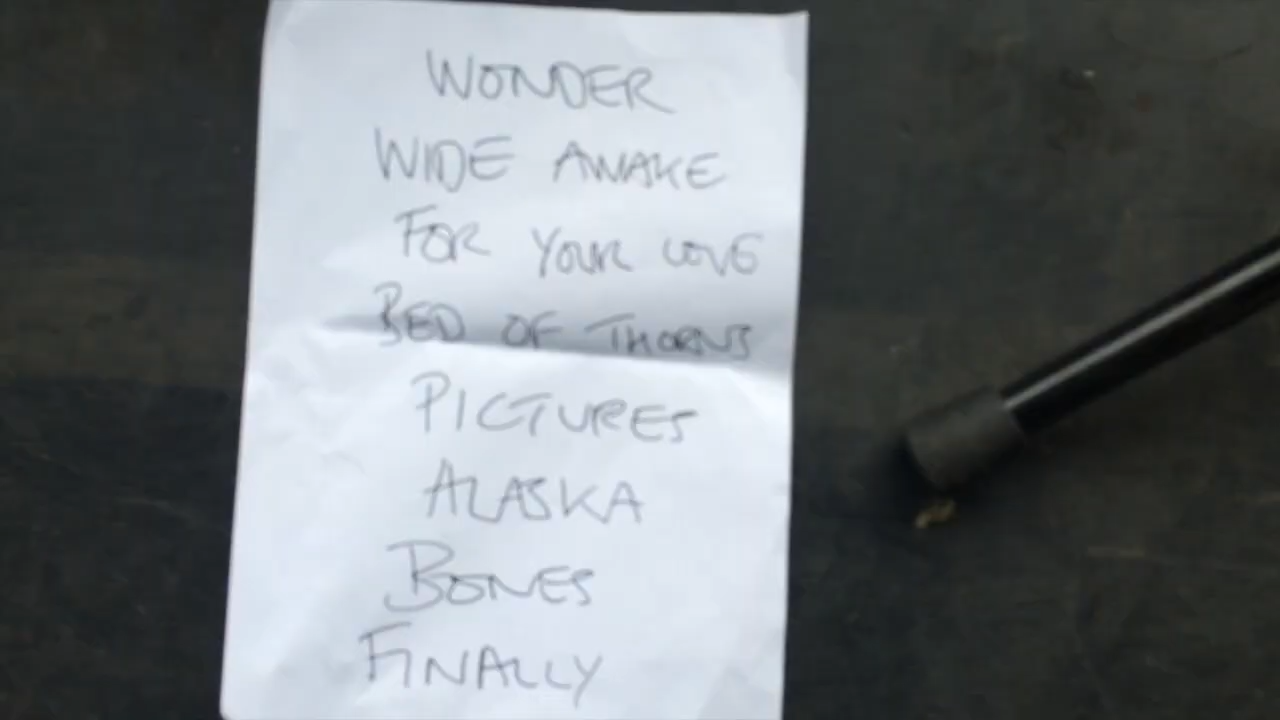 WONDER
WIDE AWAKE
FOR YOUR LOVE
BED OF THORNS
PICTURES
ALASKA
BONES
FINALLY